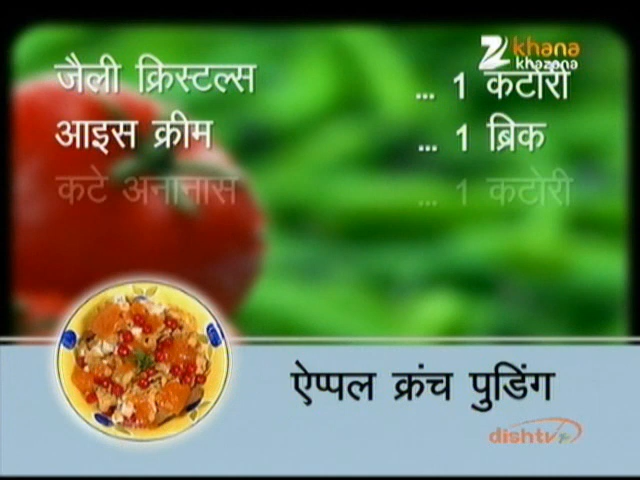 Z khana
khazana
जैली क्रिस्टल्स ... 1 कटोरी
आइस क्रीम ... 1 ब्रिक
कटे अनानास ... 1 कटोरी
ऐप्पल क्रंच पुडिंग
dishtv